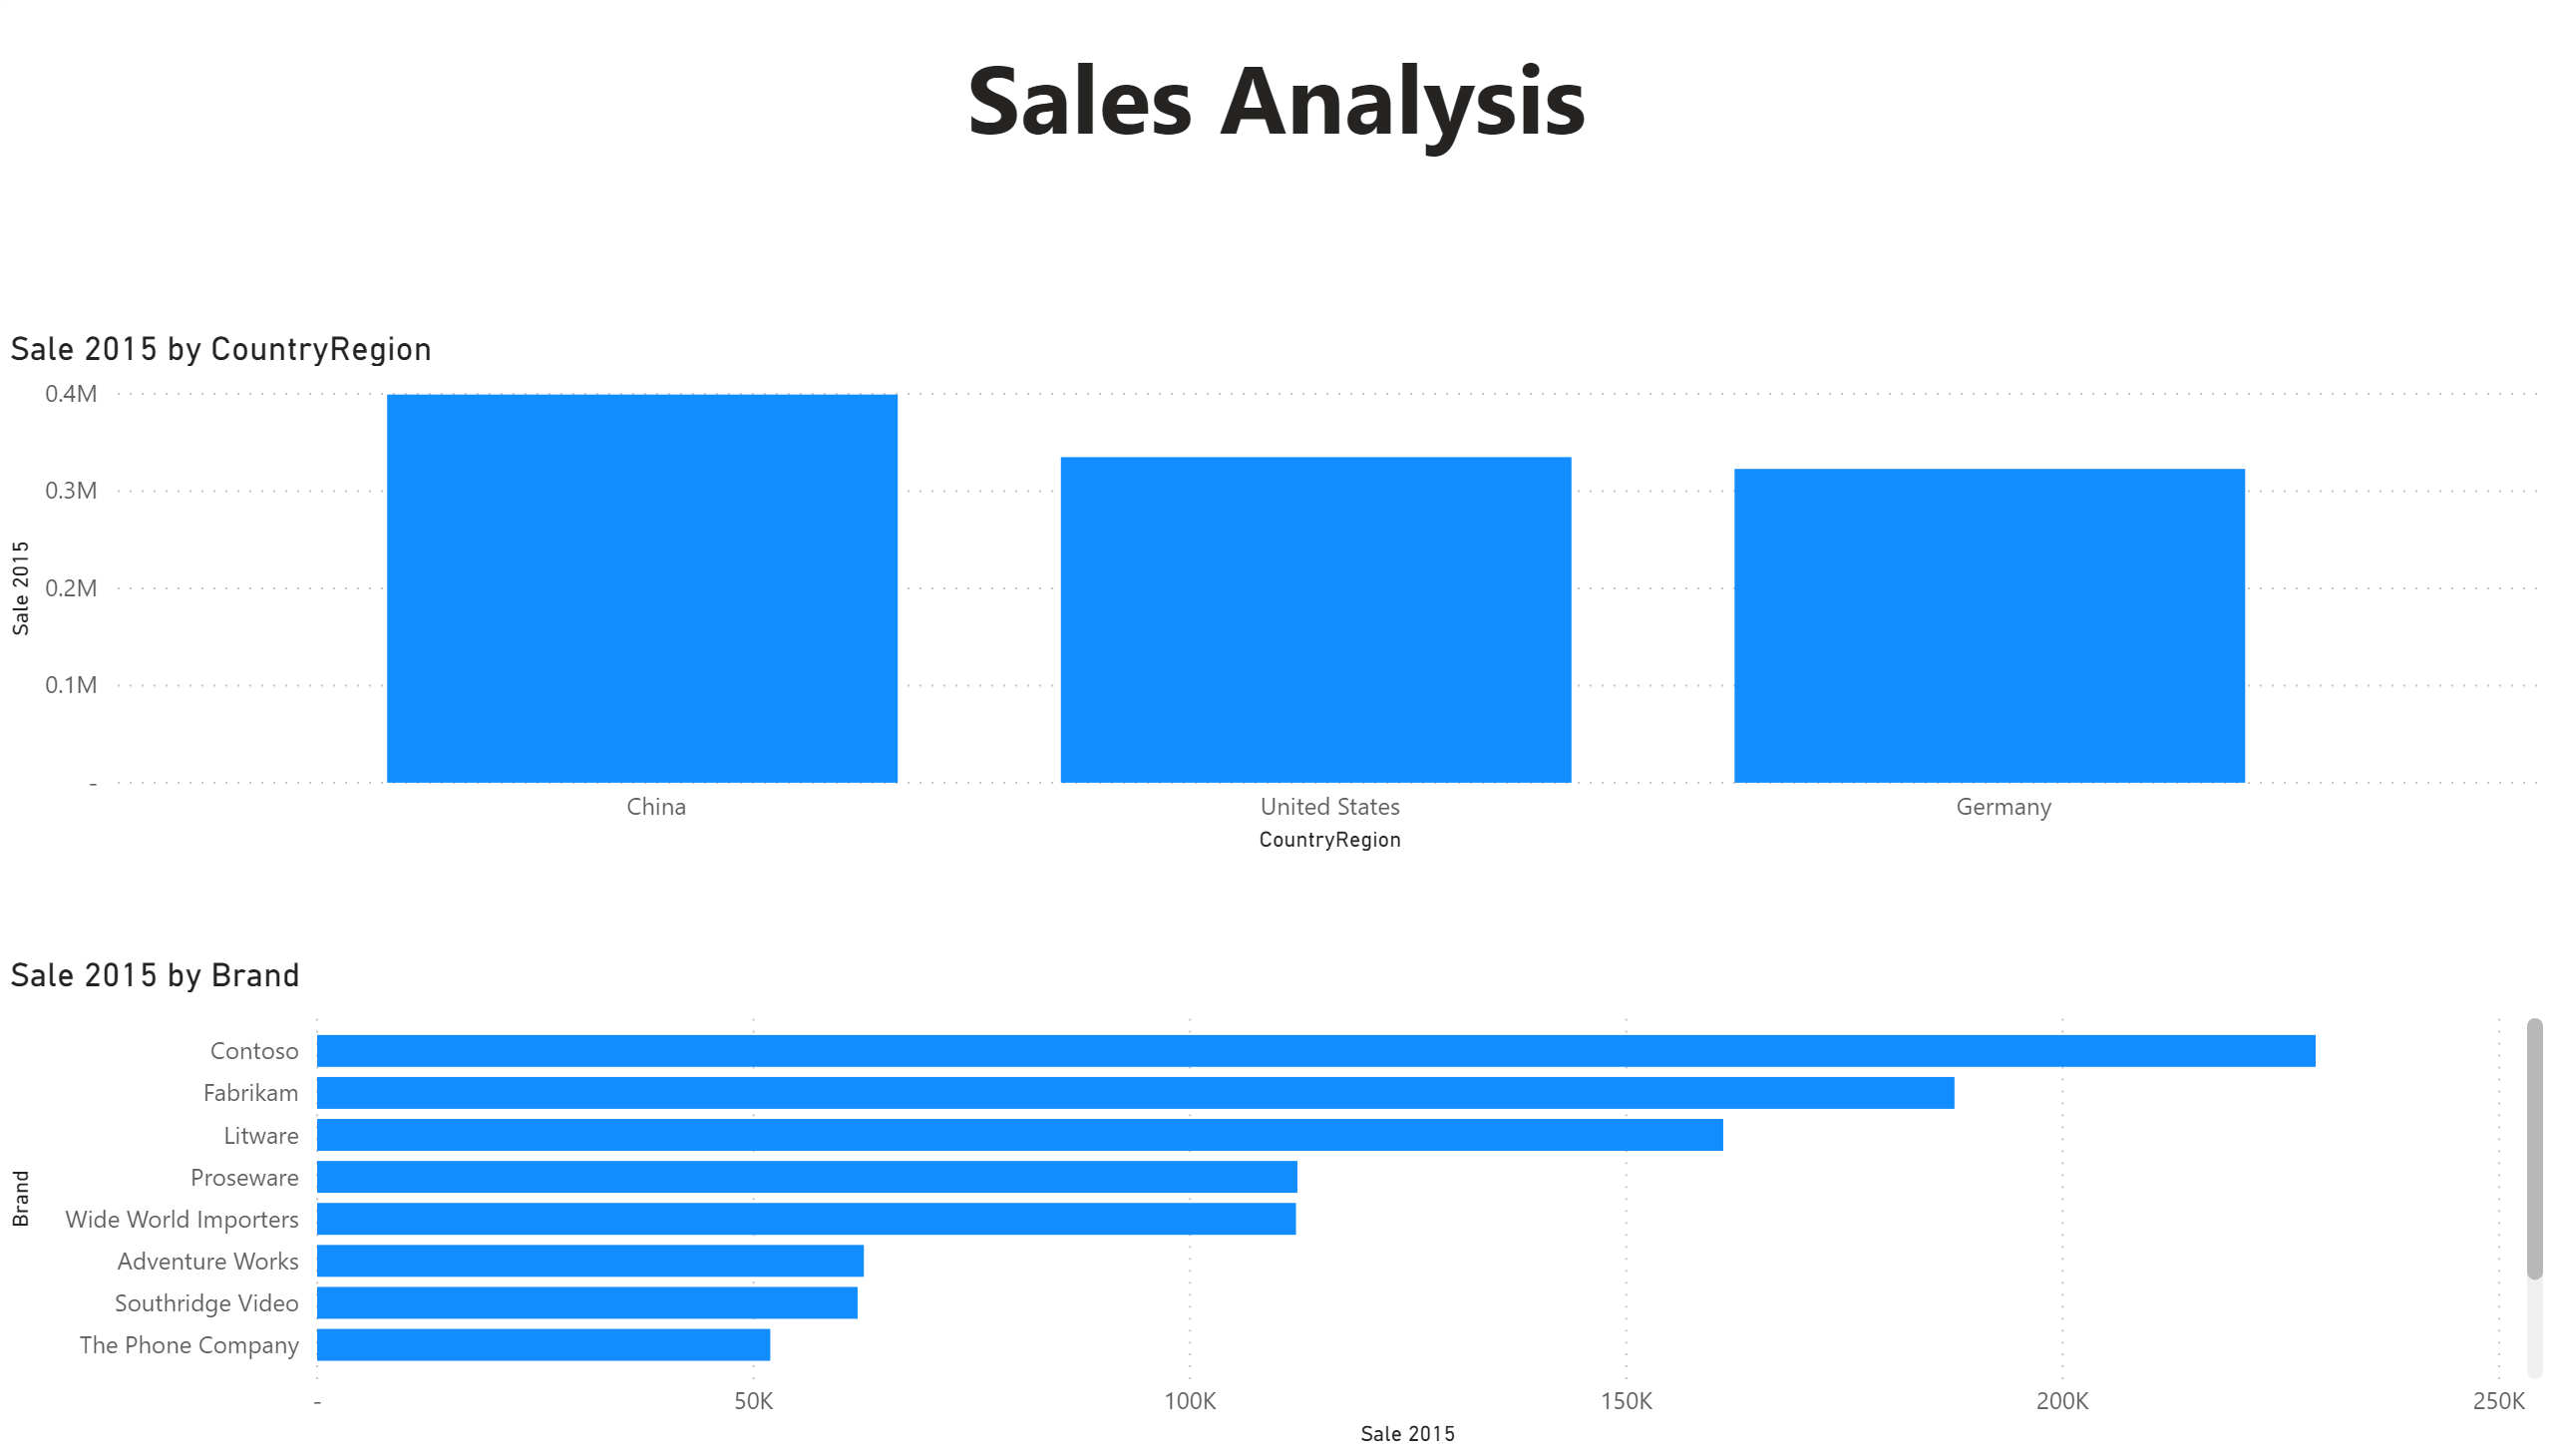 Sales Analysis
Sale 2015 by CountryRegion
0.4M
0.3M
0.2M
0.1M
-
Sale 2015
China
United States
Germany
CountryRegion
Sale 2015 by Brand
Brand
Contoso
Fabrikam
Litware
Proseware
Wide World Importers
Adventure Works
Southridge Video
The Phone Company
- 50K 100K 150K 200K 250K
Sale 2015